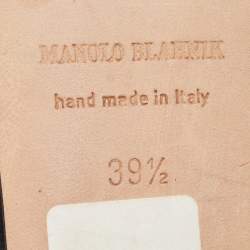 MANOLO BLAHNIK
hand made in Italy
39½